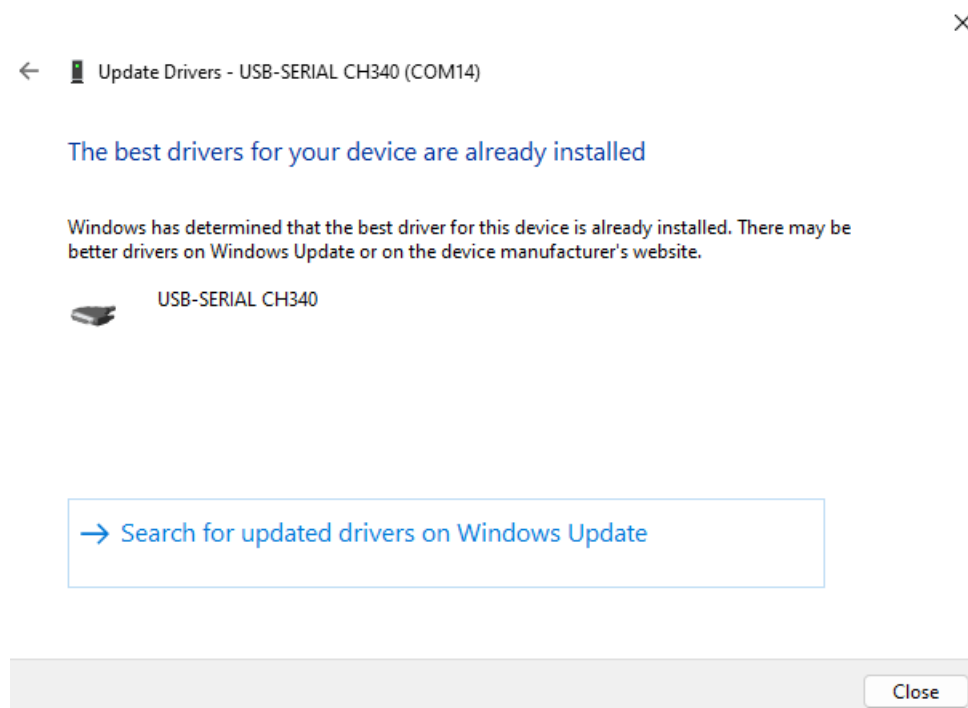 Update Drivers - USB-SERIAL CH340 (COM14)
The best drivers for your device are already installed
Windows has determined that the best driver for this device is already installed. There may be
better drivers on Windows Update or on the device manufacturer's website.
USB-SERIAL CH340
Search for updated drivers on Windows Update
Close